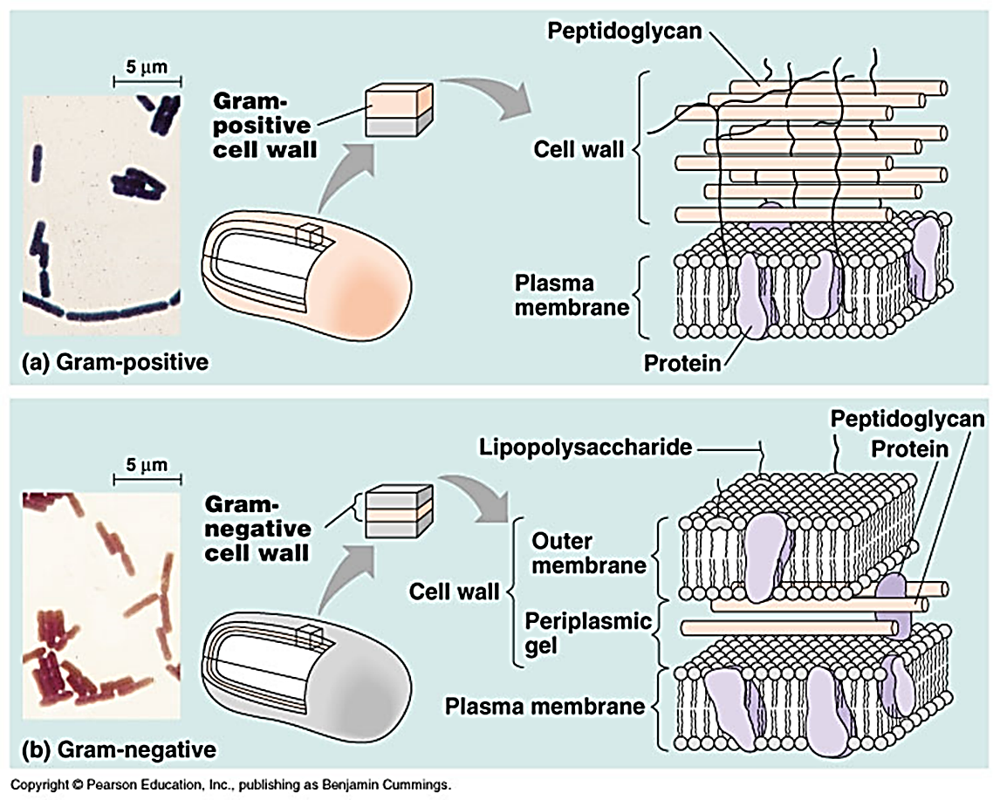 Peptidoglycan
5 µm
Gram-
positive
cell wall
Cell wall
Plasma
membrane
Protein
(a) Gram-positive
Peptidoglycan
Lipopolysaccharide
Protein
5 µm
Gram-
negative
cell wall
Outer
membrane
Cell wall
Periplasmic
gel
Plasma membrane
(b) Gram-negative
Copyright © Pearson Education, Inc., publishing as Benjamin Cummings.